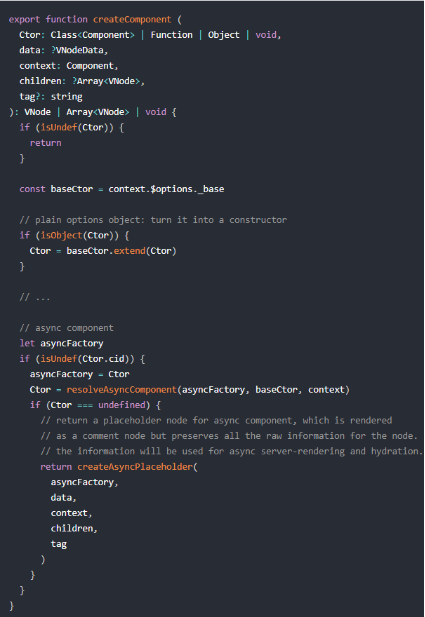 export function createComponent (
  Ctor: Class<Component> | Function | Object | void,
  data: ?VNodeData,
  context: Component,
  children: ?Array<VNode>,
  tag?: string
): VNode | Array<VNode> | void {
  if (isUndef(Ctor)) {
    return
  }

  const baseCtor = context.$options._base

  // plain options object: turn it into a constructor
  if (isObject(Ctor)) {
    Ctor = baseCtor.extend(Ctor)
  }

  // ...

  // async component
  let asyncFactory
  if (isUndef(Ctor.cid)) {
    asyncFactory = Ctor
    Ctor = resolveAsyncComponent(asyncFactory, baseCtor, context)
    if (Ctor === undefined) {
      // return a placeholder node for async component, which is rendered
      // as a comment node but preserves all the raw information for the node.
      // the information will be used for async server-rendering and hydration.
      return createAsyncPlaceholder(
        asyncFactory,
        data,
        context,
        children,
        tag
      )
    }
  }
}